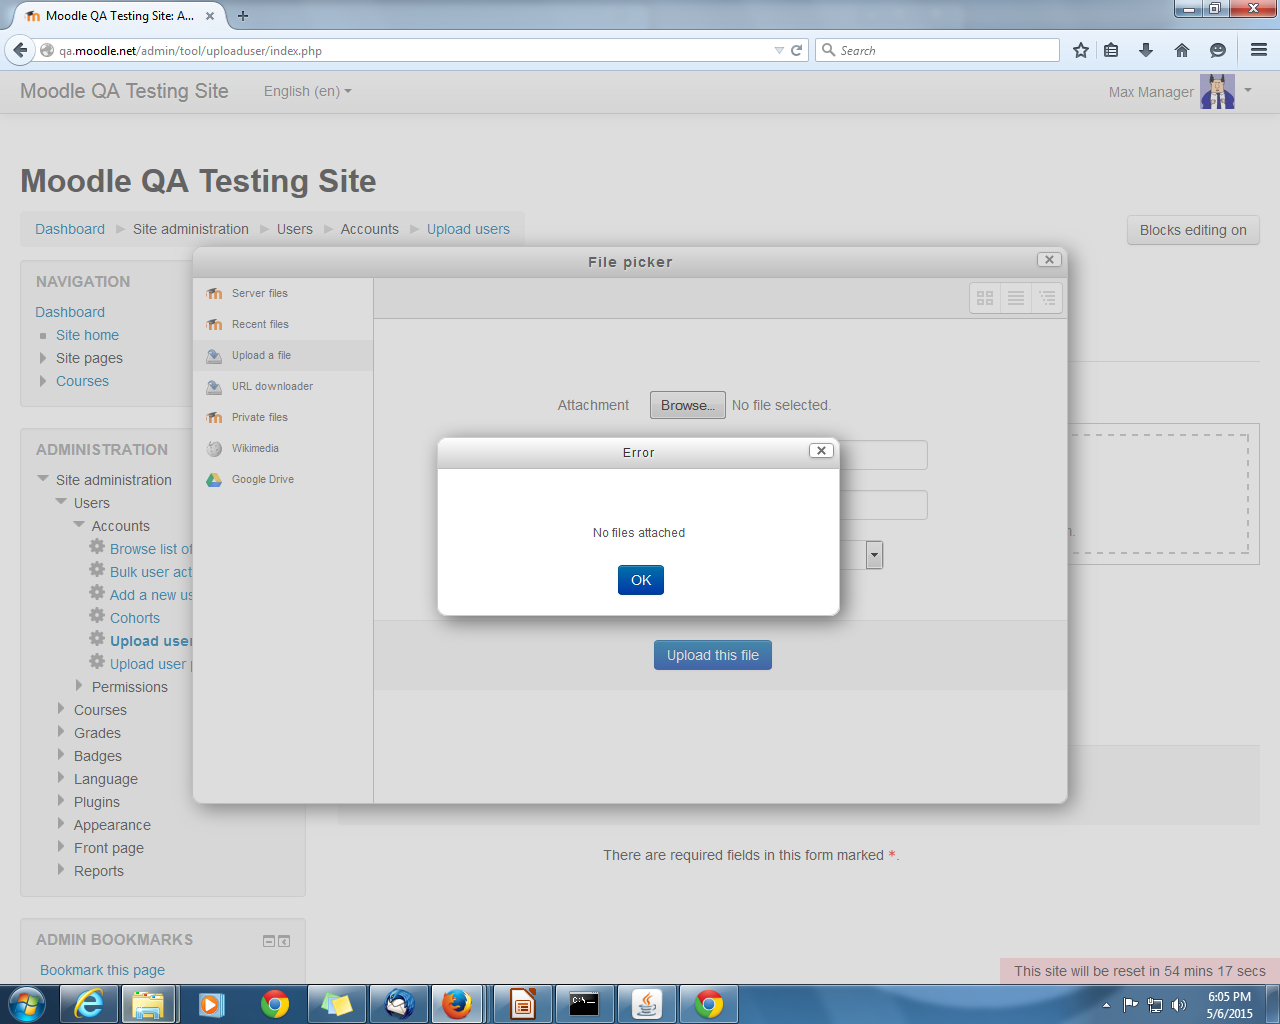 Moodle QA Testing Site: A...
qa.moodle.net/admin/tool/uploaduser/index.php
Search
Moodle QA Testing Site
English (en)
Max Manager
Moodle QA Testing Site
Dashboard Site administration Users Accounts Upload users
Blocks editing on
File picker
NAVIGATION
Dashboard
Site home
Site pages
Courses
ADMINISTRATION
Site administration
Users
Accounts
Browse list of
Bulk user act
Add a new us
Cohorts
Upload user
Upload user
Permissions
Courses
Grades
Badges
Language
Plugins
Appearance
Front page
Reports
ADMIN BOOKMARKS
Bookmark this page
Server files
Recent files
Upload a file
URL downloader
Private files
Wikimedia
Google Drive
Attachment Browse... No file selected.
Error
No files attached
OK
Upload this file
There are required fields in this form marked *.
This site will be reset in 54 mins 17 secs
C:\.
6:05 PM
5/6/2015